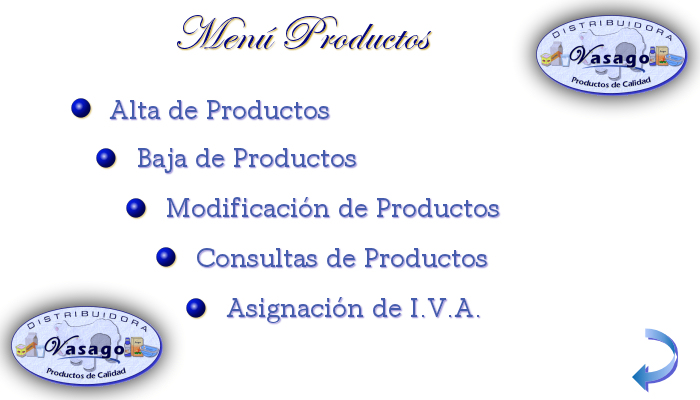 Menú Productos
DISTRIBUIDORA
Vasago
Productos de Calidad
Alta de Productos
Baja de Productos
Modificación de Productos
Consultas de Productos
Asignación de I.V.A.
DISTRIBUIDORA
Vasago
Productos de Calidad